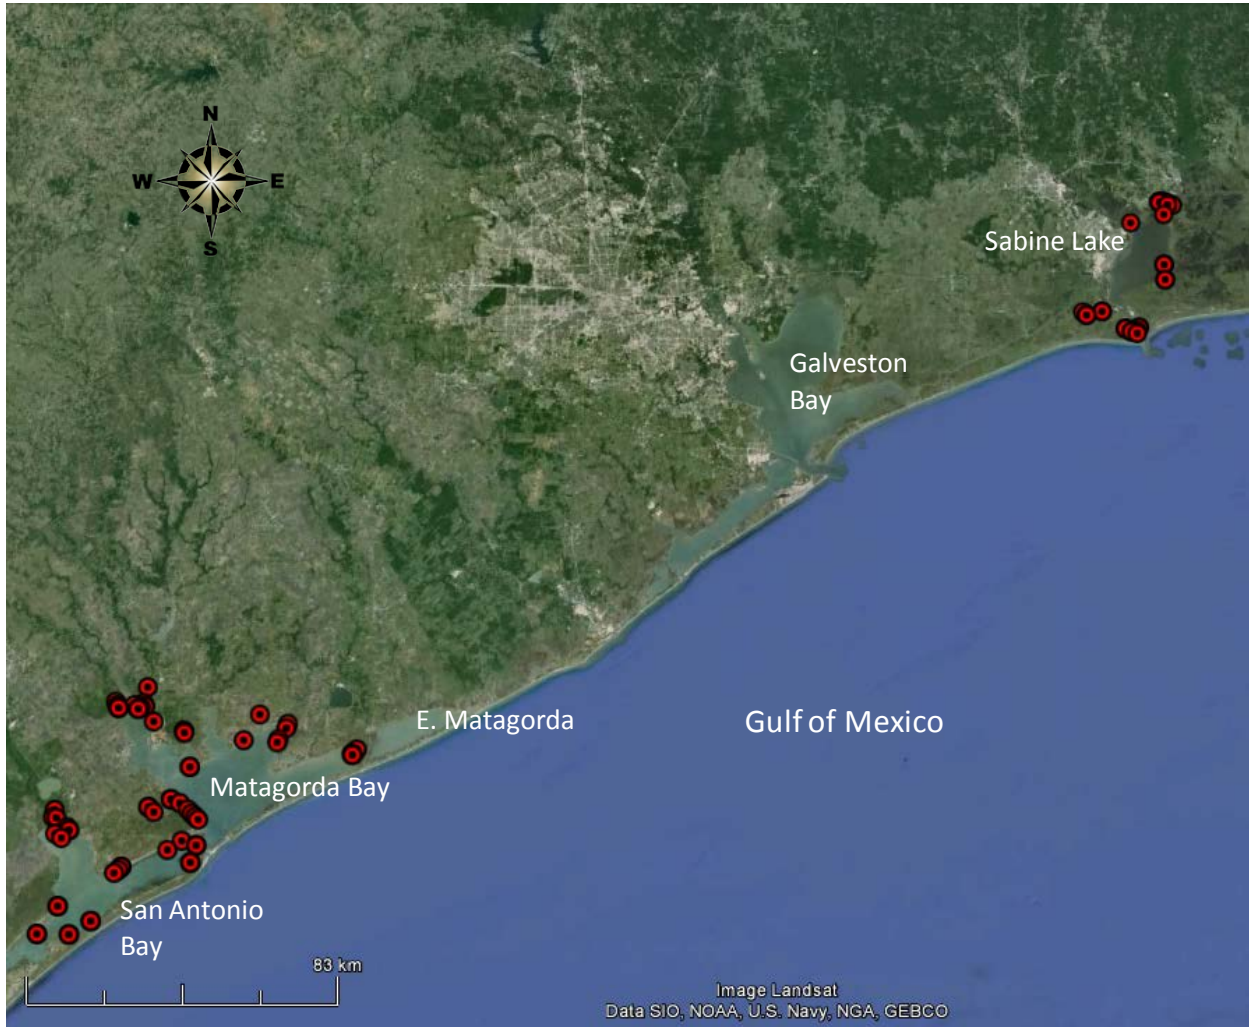 N
W E
S
Sabine Lake
Galveston
Bay
E. Matagorda
Gulf of Mexico
Matagorda Bay
San Antonio
Bay
83 km
Image Landsat
Data SIO, NOAA, U.S. Navy, NGA, GEBCO